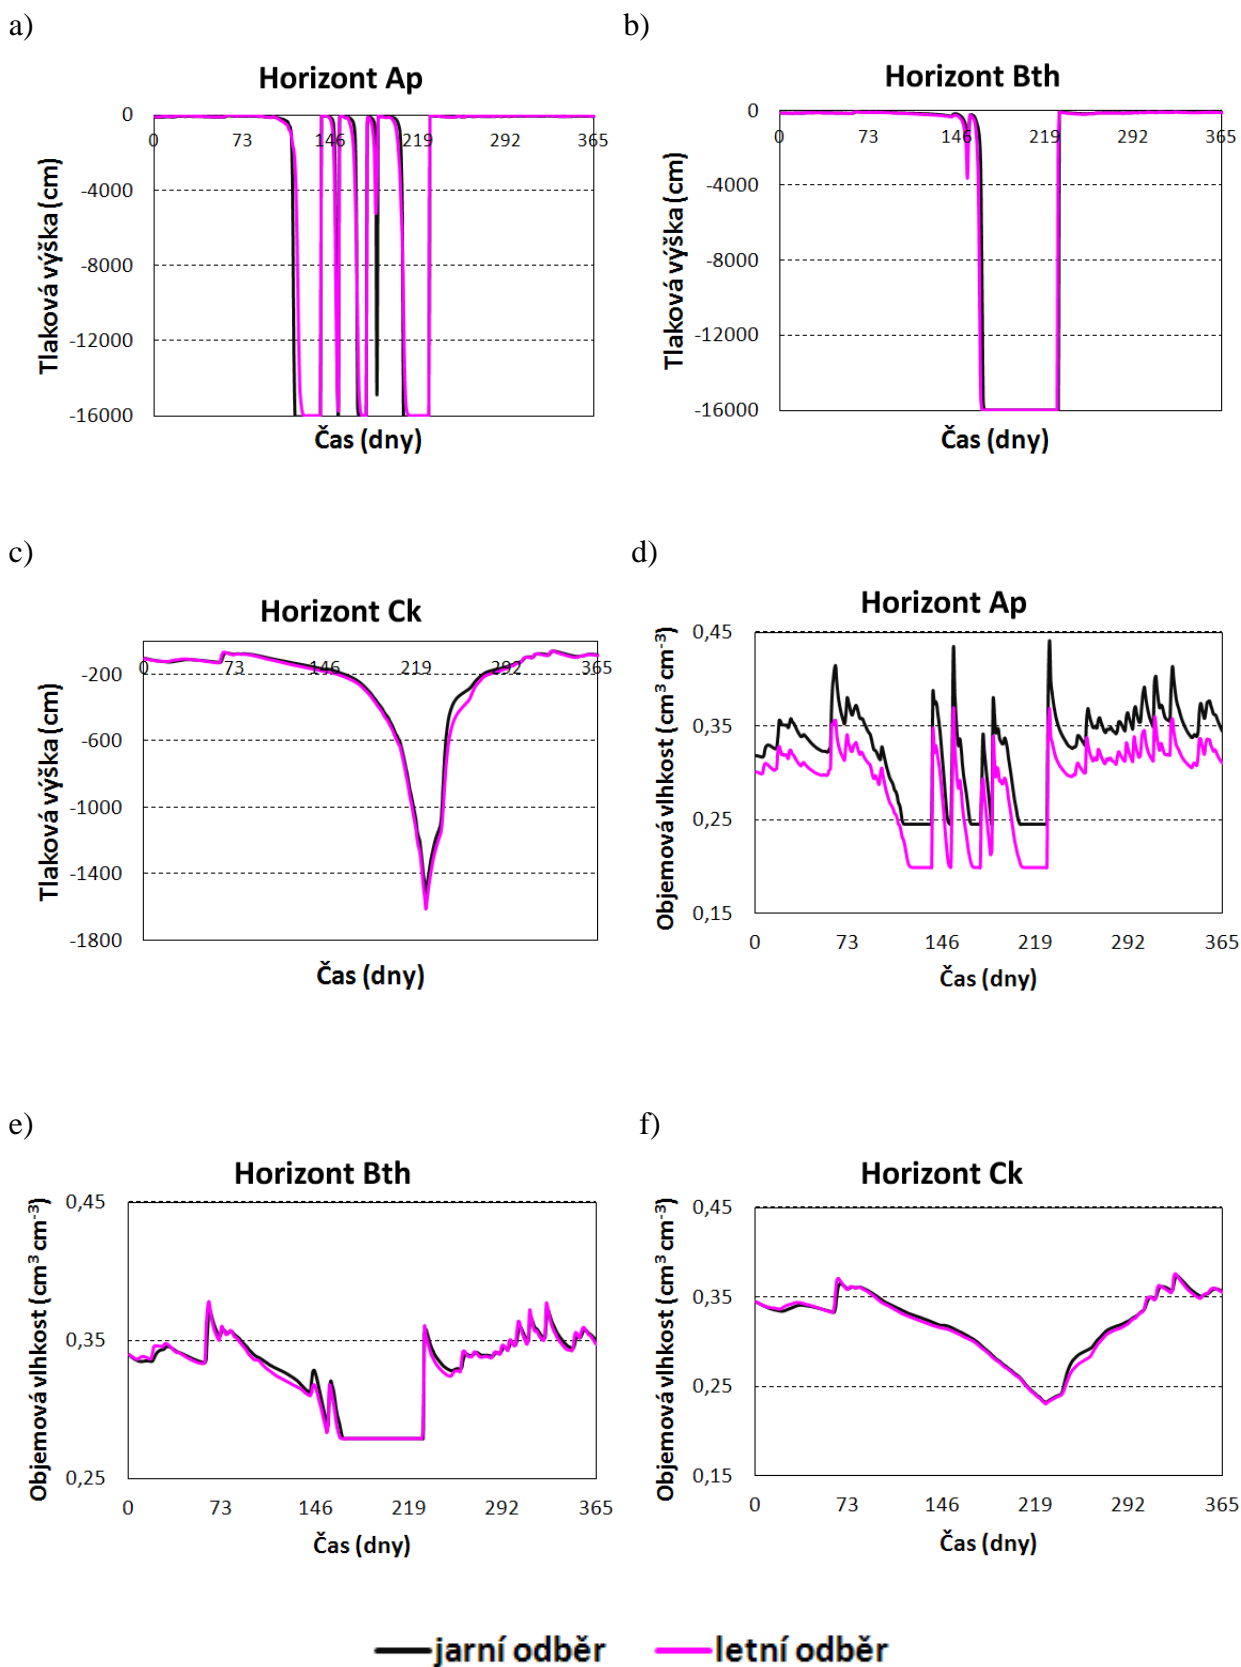 a)
Horizont Ap
0
-4000
-8000
-12000
-16000
0 73 146 219 292 365
Tlaková výška (cm)
Čas (dny)
b)
Horizont Bth
0
-4000
-8000
-12000
-16000
0 73 146 219 292 365
Tlaková výška (cm)
Čas (dny)
c)
Horizont Ck
-200
-600
-1000
-1400
-1800
0 73 146 219 292 365
Tlaková výška (cm)
Čas (dny)
d)
Horizont Ap
0,45
0,35
0,25
0,15
0 73 146 219 292 365
Objemová vlhkost (cm³ cm⁻³)
Čas (dny)
e)
Horizont Bth
0,45
0,35
0,25
0 73 146 219 292 365
Objemová vlhkost (cm³ cm⁻³)
Čas (dny)
f)
Horizont Ck
0,45
0,35
0,25
0,15
0 73 146 219 292 365
Objemová vlhkost (cm³ cm⁻³)
Čas (dny)
jarní odběr letní odběr